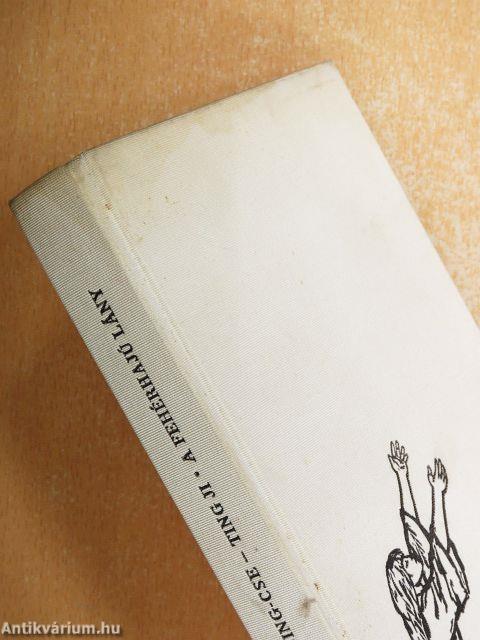 ING-CSE — TING JI • A FEHÉRHAJÚ LÁNY
Antikvárium.hu